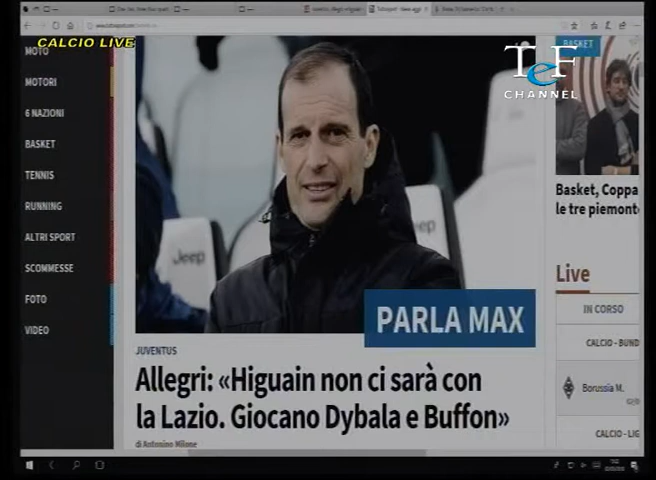 CALCIO LIVE
TeF
CHANNEL
MOTO
MOTORI
6 NAZIONI
BASKET
TENNIS
RUNNING
ALTRI SPORT
SCOMMESSE
FOTO
VIDEO
Jeep
PARLA MAX
JUVENTUS
Allegri: «Higuain non ci sarà con
la Lazio. Giocano Dybala e Buffon»
di Antonino Milone
BASKET
Basket, Coppa
le tre piemont
Live
IN CORSO
CALCIO - BUND
Borussia M.
CALCIO - LIG